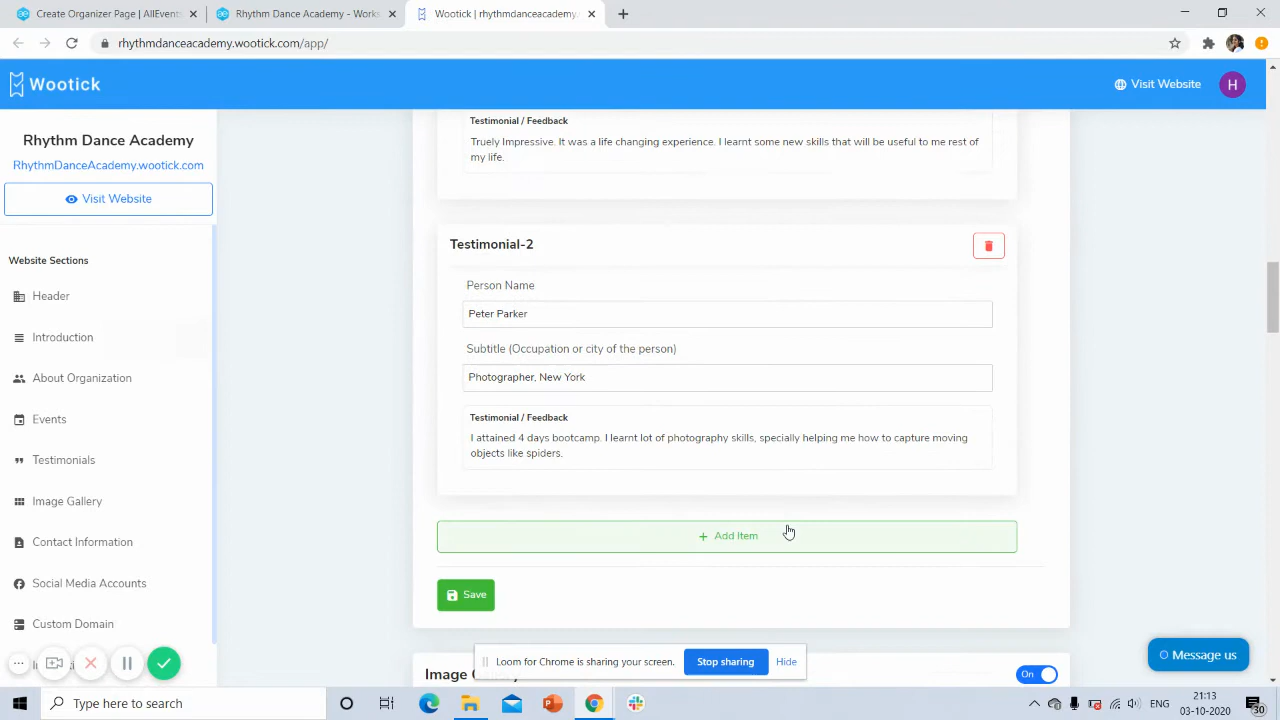 Create Organizer Page | AllEvents
Rhythm Dance Academy - Works
Wootick | rhythmdanceacademy.
rhythmdanceacademy.wootick.com/app/
Wootick
Visit Website
H
Rhythm Dance Academy
RhythmDanceAcademy.wootick.com
Visit Website
Website Sections
Header
Introduction
About Organization
Events
Testimonials
Image Gallery
Contact Information
Social Media Accounts
Custom Domain
Testimonial / Feedback
Truely Impressive. It was a life changing experience. I learnt some new skills that will be useful to me rest of
my life.
Testimonial-2
Person Name
Peter Parker
Subtitle (Occupation or city of the person)
Photographer, New York
Testimonial / Feedback
I attained 4 days bootcamp. I learnt lot of photography skills, specially helping me how to capture moving
objects like spiders.
+ Add Item
Save
Loom for Chrome is sharing your screen.
Stop sharing
Hide
On
Message us
Type here to search
ENG
21:13
03-10-2020
30